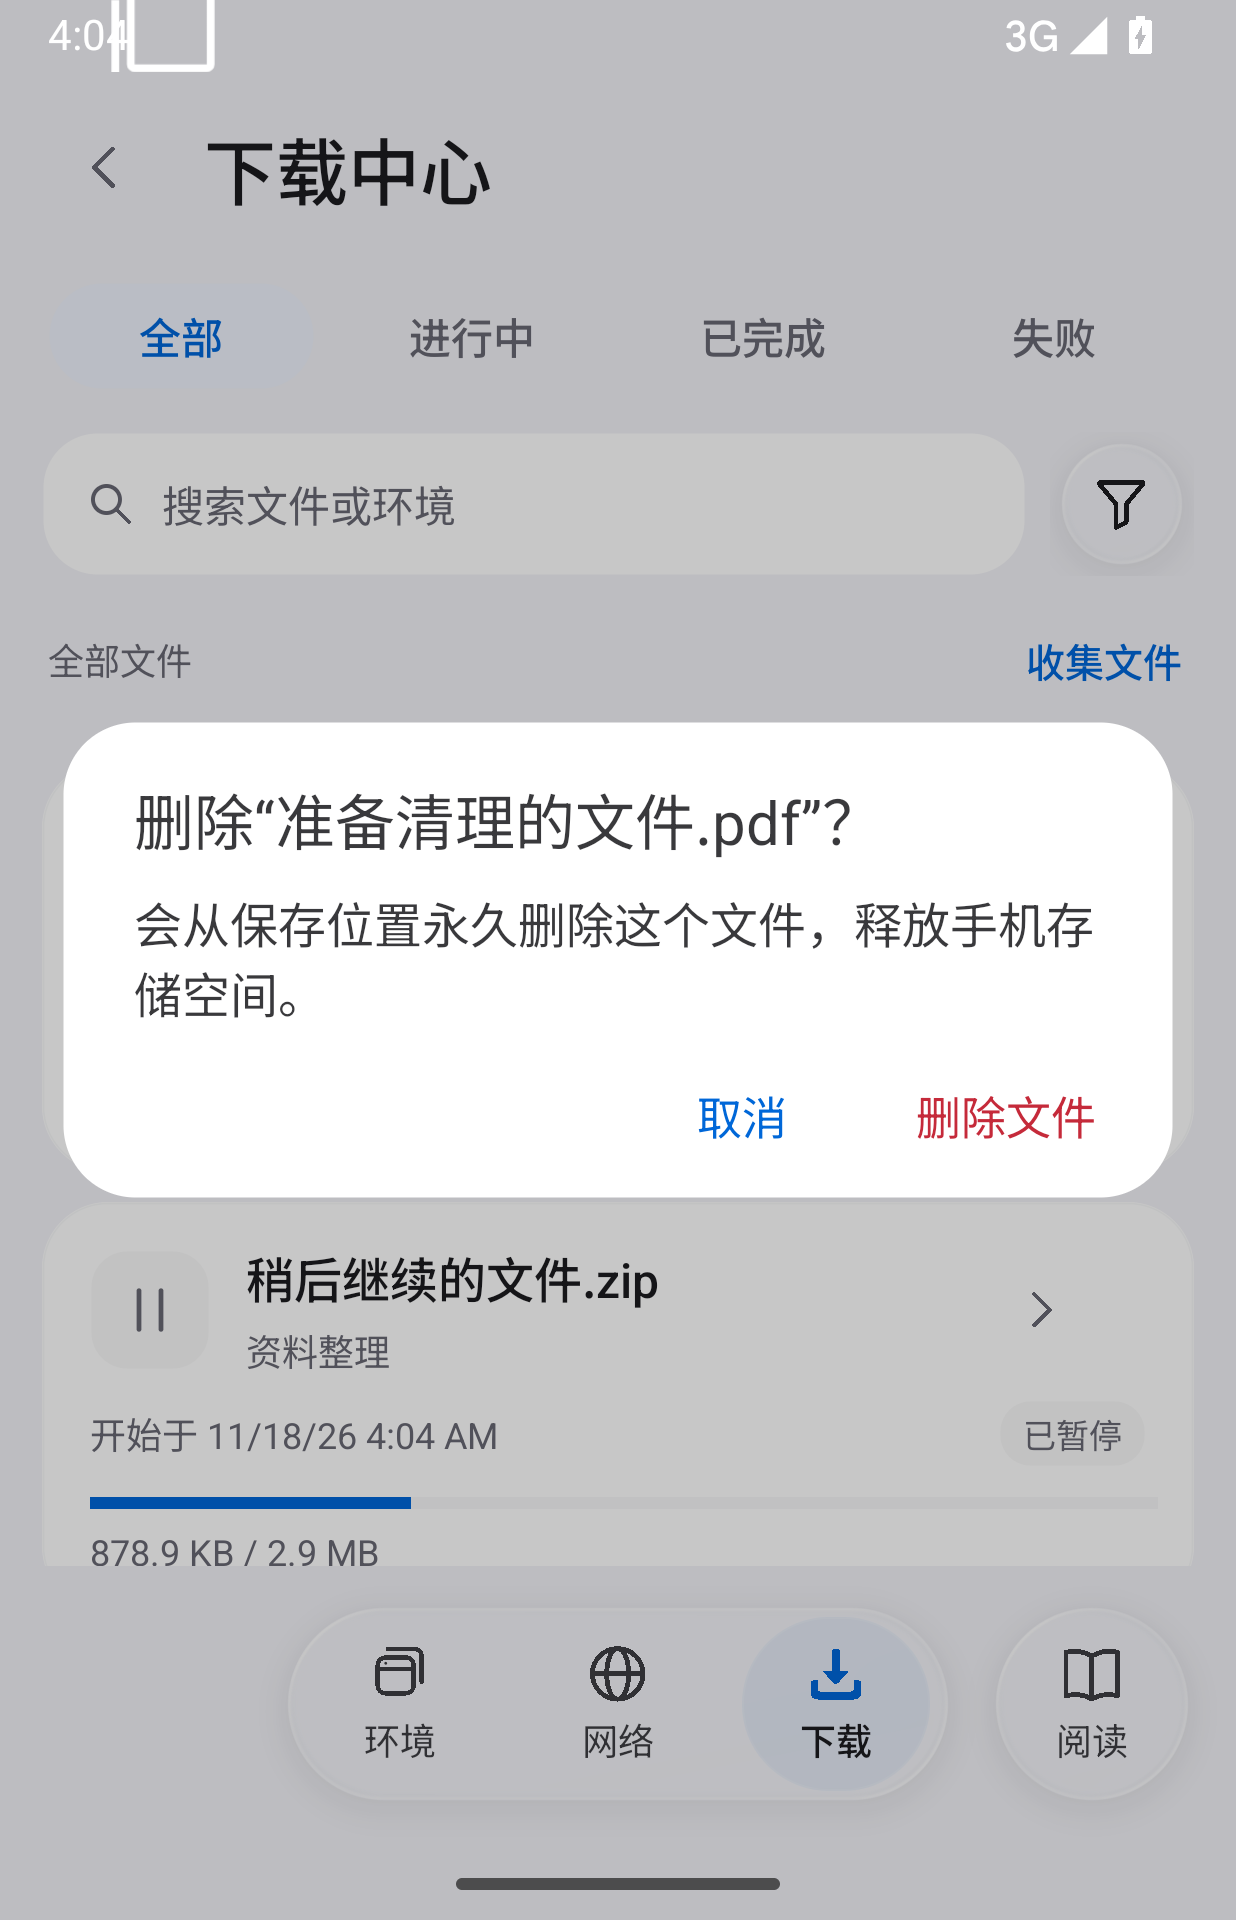 4:04
3G
下载中心
全部
进行中
已完成
失败
搜索文件或环境
全部文件
收集文件
删除“准备清理的文件.pdf”？
会从保存位置永久删除这个文件，释放手机存
储空间。
取消
删除文件
稍后继续的文件.zip
资料整理
开始于 11/18/26 4:04 AM
已暂停
878.9 KB / 2.9 MB
环境
网络
下载
阅读